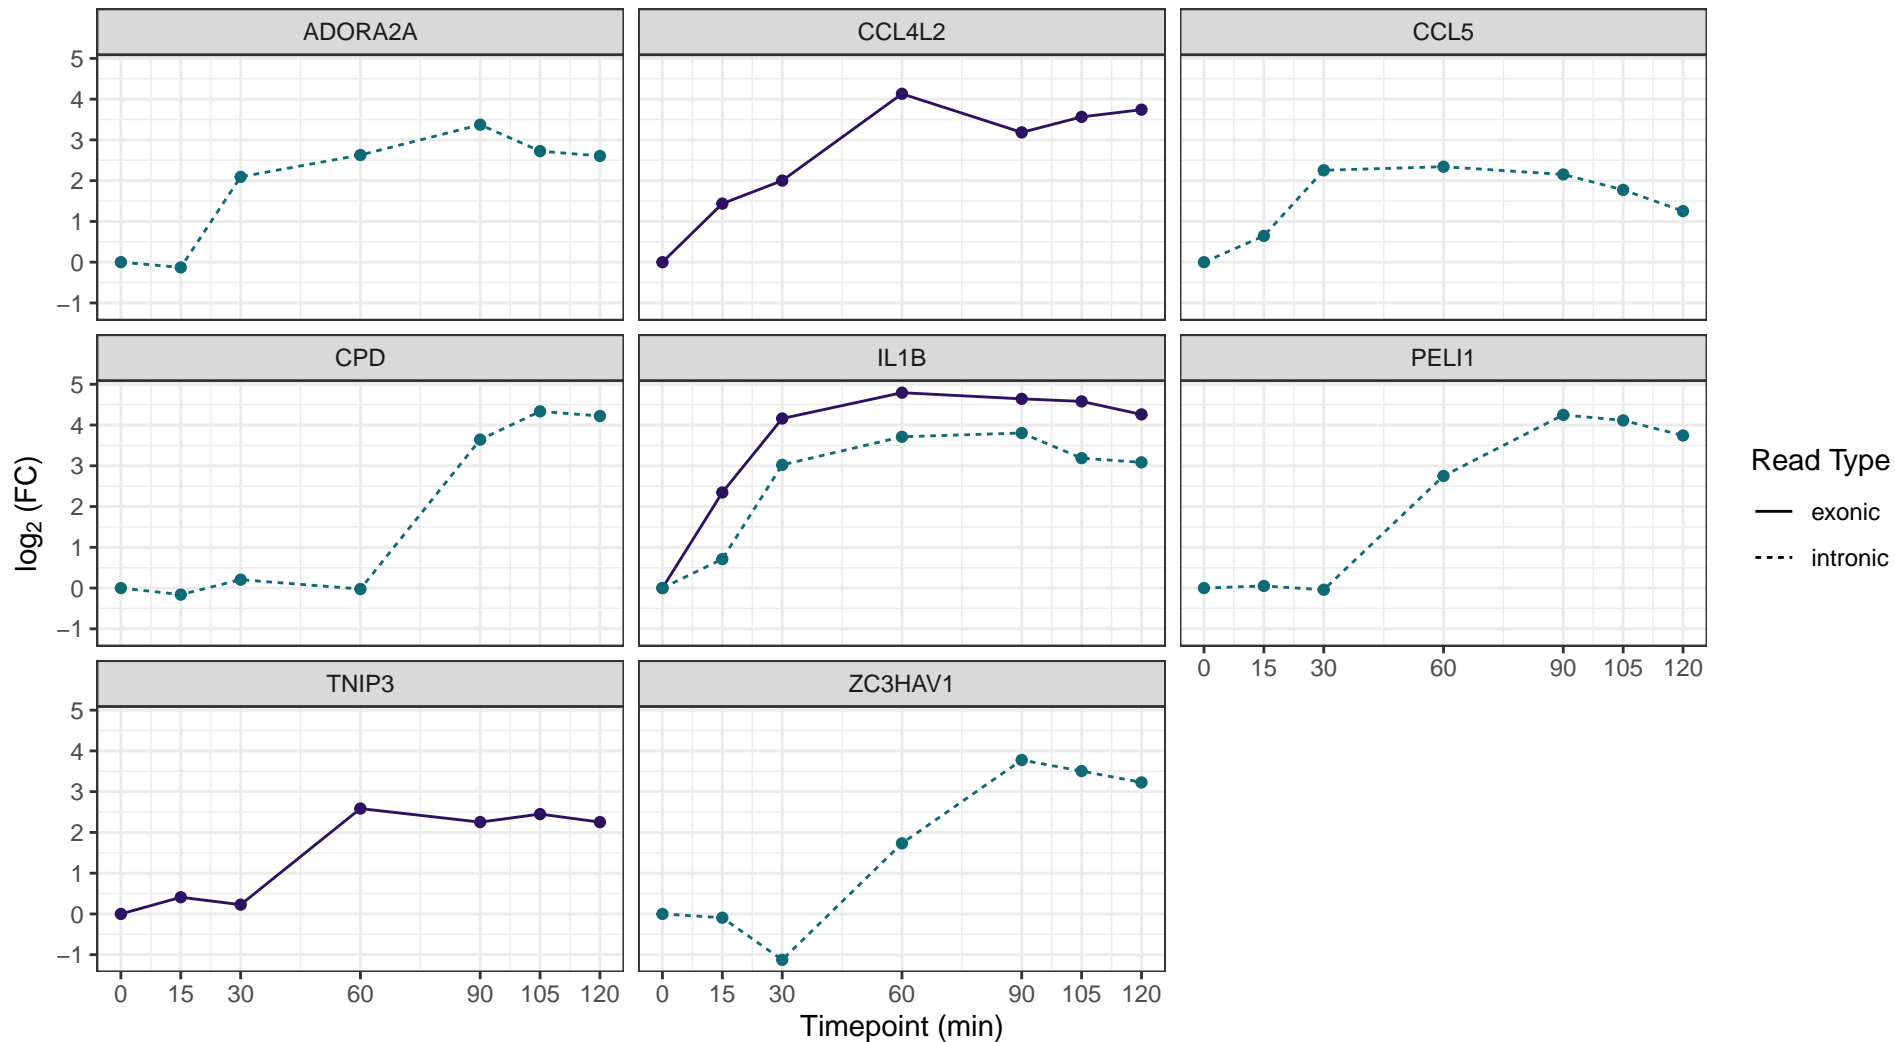 ADORA2A
CCL4L2
CCL5
5
4
3
2
1
0
−1
CPD
IL1B
PELI1
5
4
3
2
1
0
−1
0 15 30 60 90 105 120
TNIP3
ZC3HAV1
5
4
3
2
1
0
−1
0 15 30 60 90 105 120
0 15 30 60 90 105 120
Timepoint (min)
log₂ (FC)
Read Type
exonic
intronic